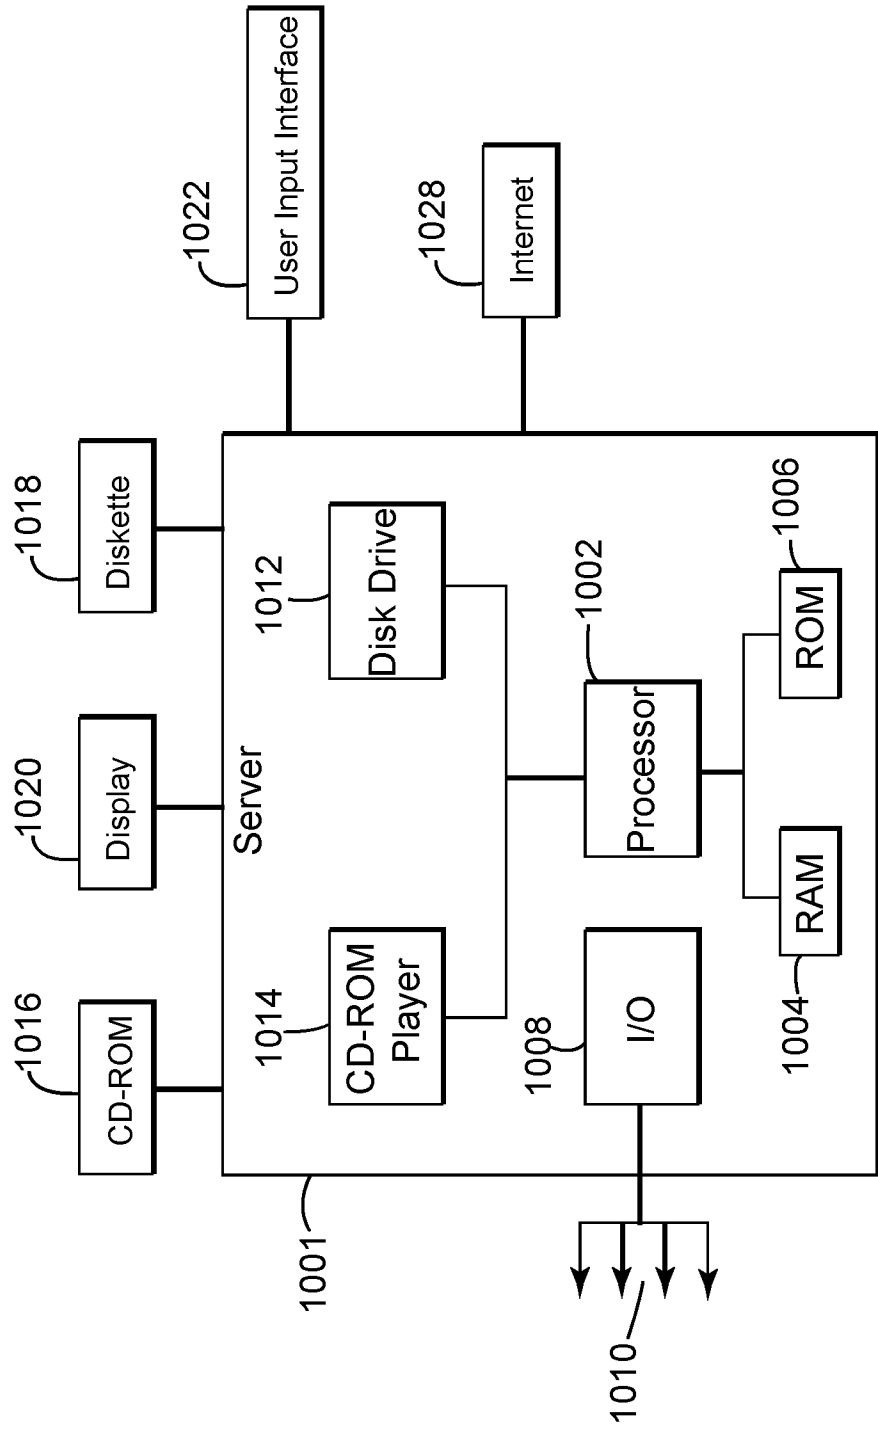 1016
CD-ROM
1020
Display
1018
Diskette
1022
User Input Interface
1028
Internet
1001
Server
1014
CD-ROM
Player
1012
Disk Drive
1008
I/O
1002
Processor
1010
1004
RAM
1006
ROM